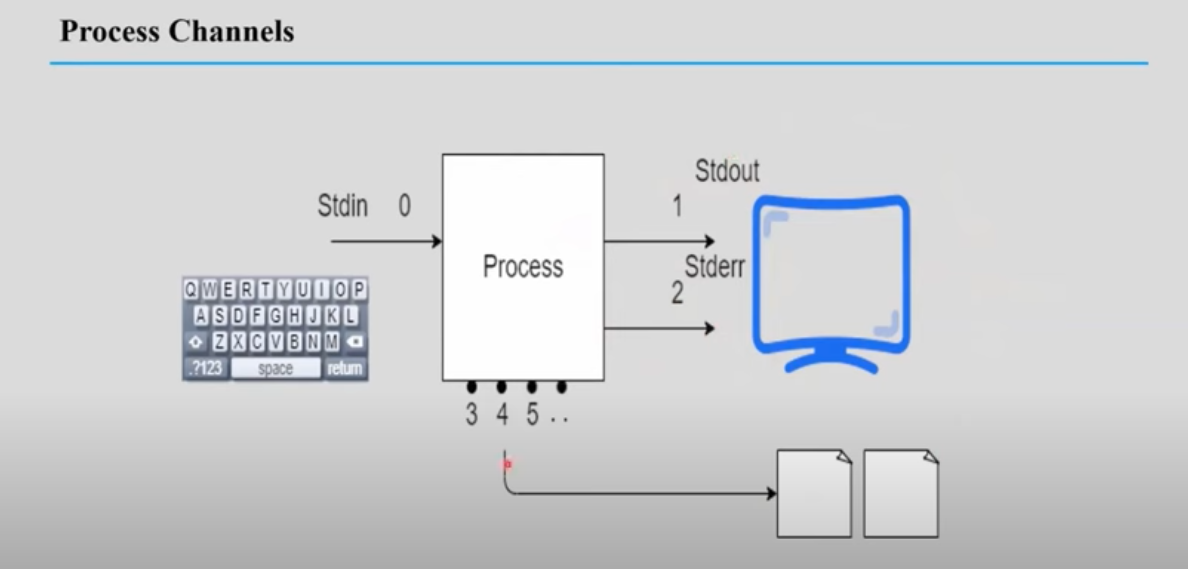 Process Channels
Stdout
Stdin 0
1
Process
Stderr
2
Q W E R T Y U I O P
A S D F G H J K L
Z X C V B N M
.?123 space return
3 4 5 . .